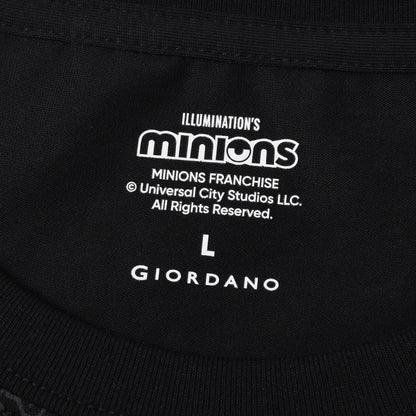 ILLUMINATION'S
minions
MINIONS FRANCHISE
© Universal City Studios LLC.
All Rights Reserved.
L
GIORDANO